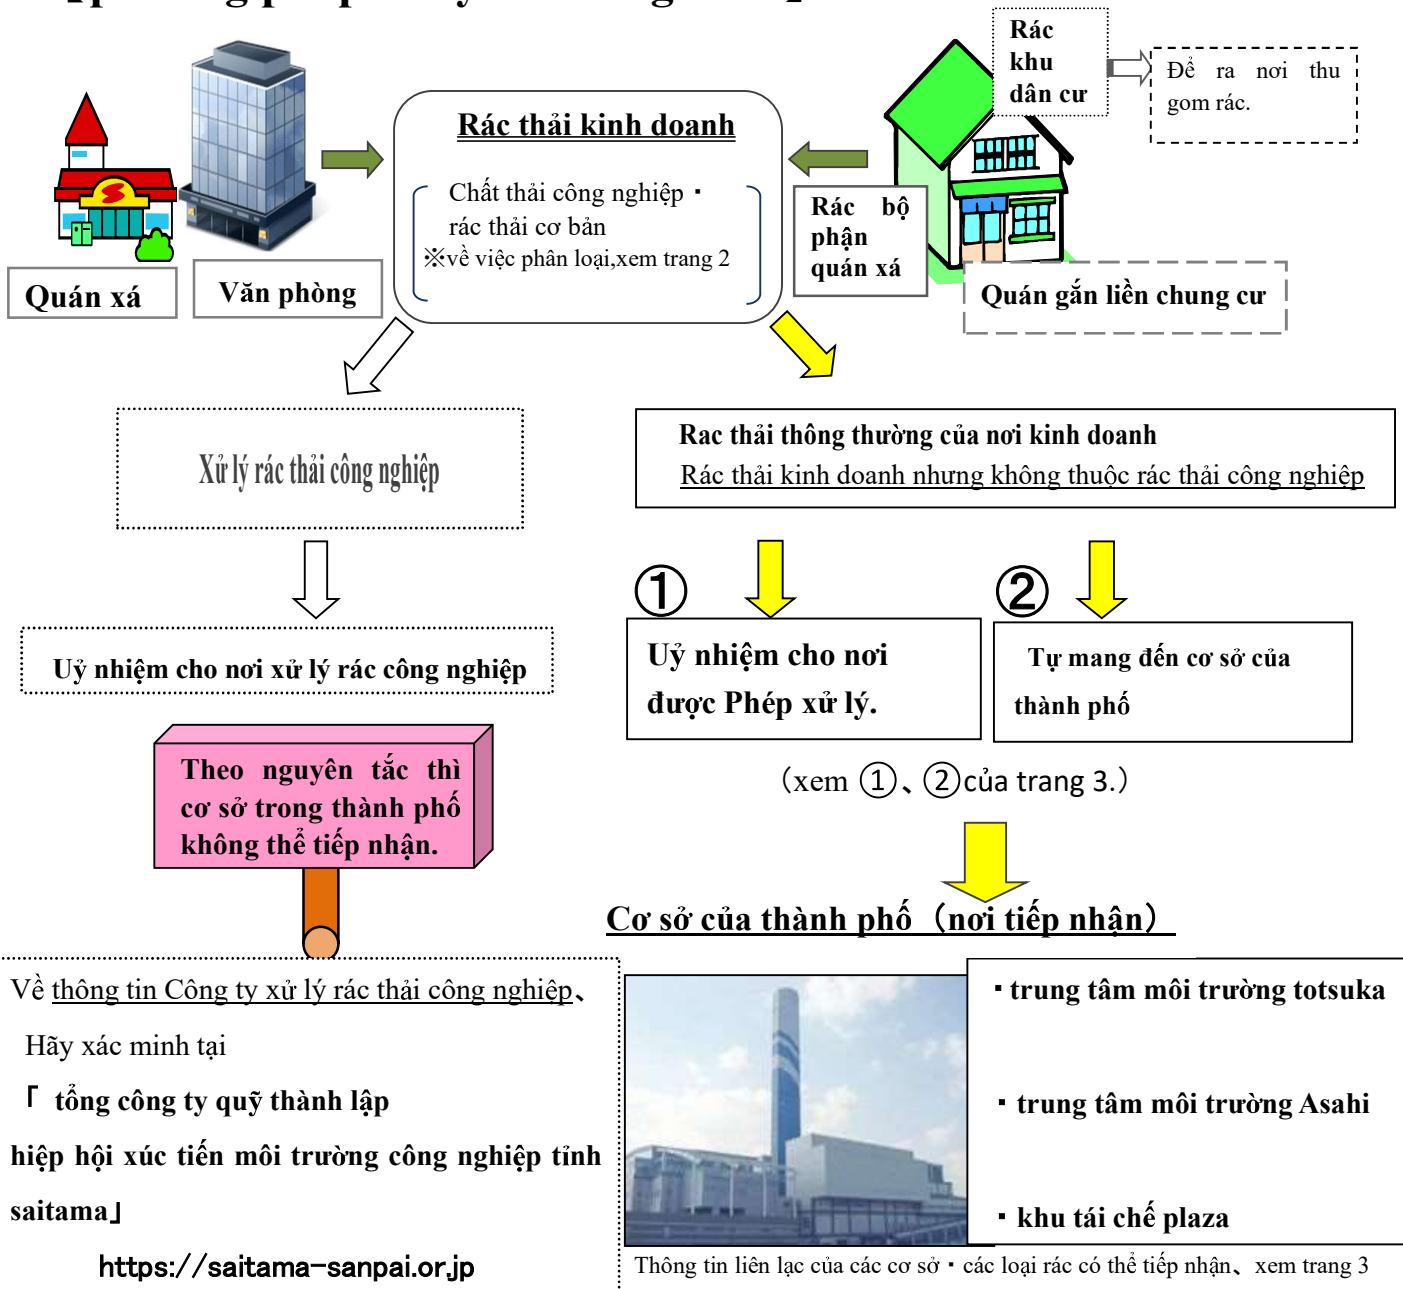 Rác
khu
dân cư
Để ra nơi thu
gom rác.
Rác thải kinh doanh
Chất thải công nghiệp・
rác thải cơ bản
※về việc phân loại,xem trang 2
Rác bộ
phận
quán xá
Quán xá
Văn phòng
Quán gắn liền chung cư
Xử lý rác thải công nghiệp
Rac thải thông thường của nơi kinh doanh
Rác thải kinh doanh nhưng không thuộc rác thải công nghiệp
①
②
Uỷ nhiệm cho nơi xử lý rác công nghiệp
Uỷ nhiệm cho nơi
được Phép xử lý.
Tự mang đến cơ sở của
thành phố
Theo nguyên tắc thì
cơ sở trong thành phố
không thể tiếp nhận.
（xem ①、②của trang 3.）
Cơ sở của thành phố（nơi tiếp nhận）
Về thông tin Công ty xử lý rác thải công nghiệp、
Hãy xác minh tại
「 tổng công ty quỹ thành lập
hiệp hội xúc tiến môi trường công nghiệp tỉnh
saitama」
https://saitama-sanpai.or.jp
・trung tâm môi trường totsuka
・trung tâm môi trường Asahi
・khu tái chế plaza
Thông tin liên lạc của các cơ sở・các loại rác có thể tiếp nhận、xem trang 3